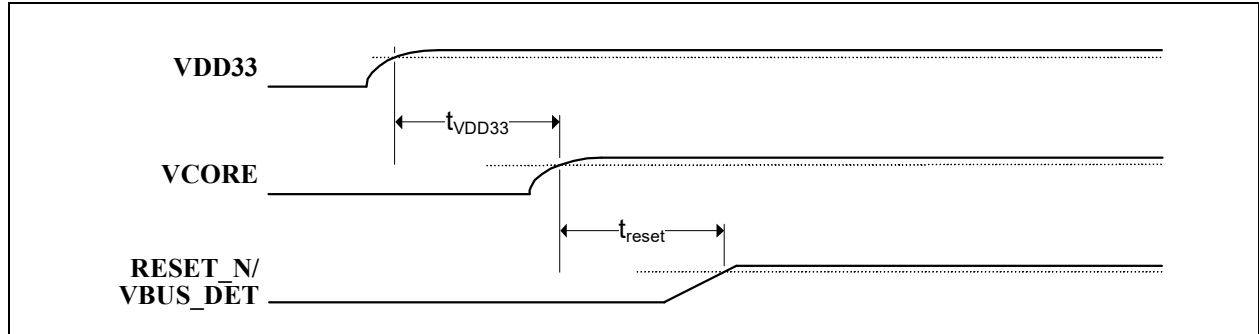 VDD33
tVDD33
VCORE
treset
RESET_N/
VBUS_DET